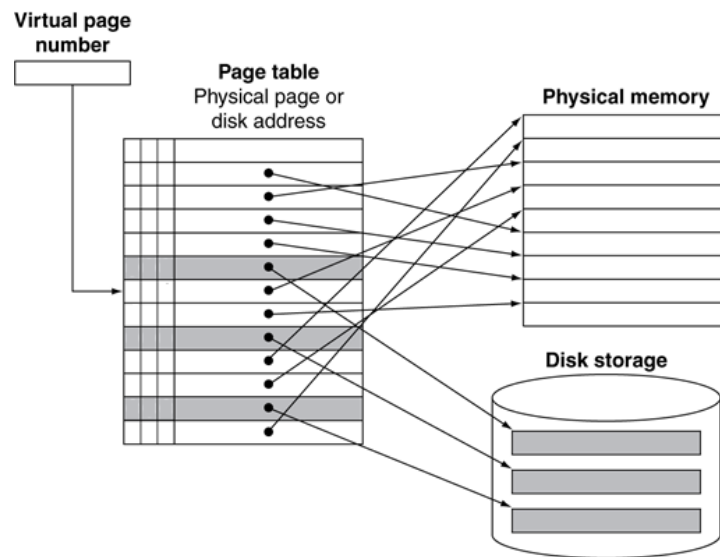 Virtual page
number
Page table
Physical page or
disk address
Physical memory
Disk storage